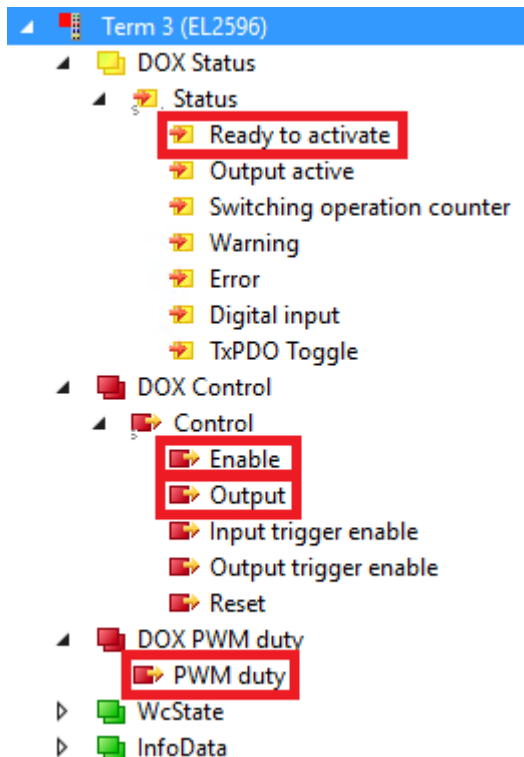 Term 3 (EL2596)
DOX Status
Status
Ready to activate
Output active
Switching operation counter
Warning
Error
Digital input
TxPDO Toggle
DOX Control
Control
Enable
Output
Input trigger enable
Output trigger enable
Reset
DOX PWM duty
PWM duty
WcState
InfoData